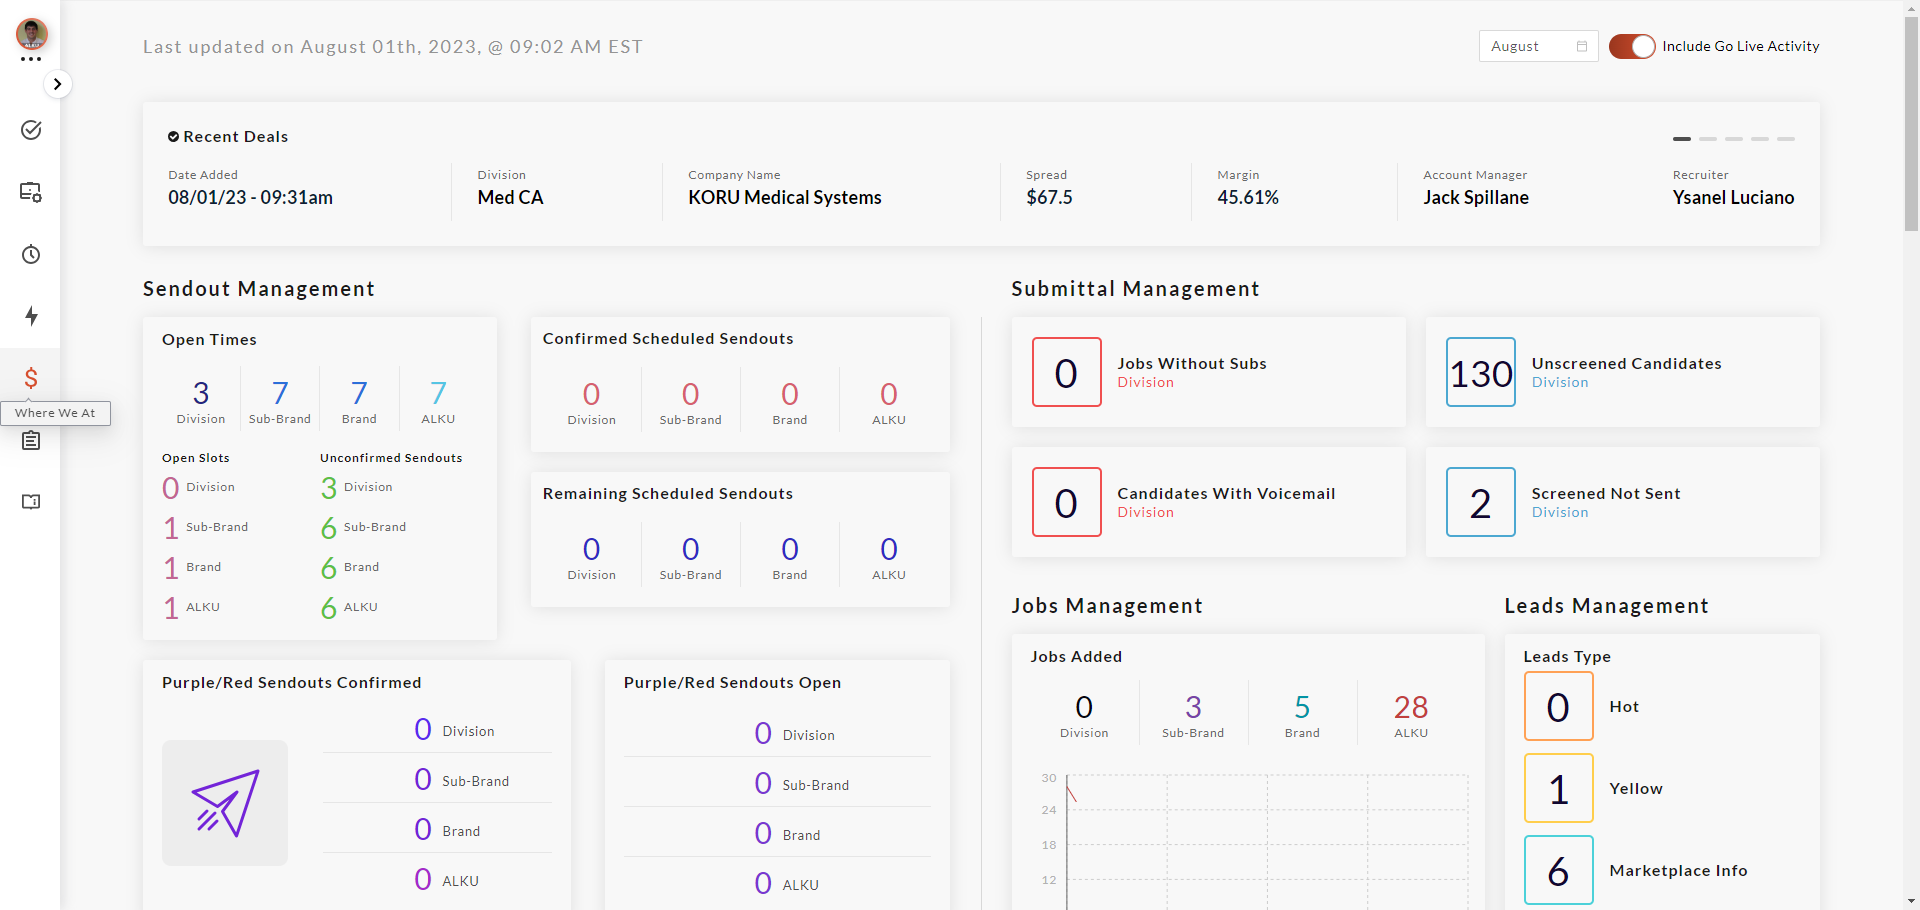 ALKU
Last updated on August 01th, 2023, @ 09:02 AM EST
August
Include Go Live Activity
Recent Deals
Date Added
08/01/23 - 09:31am
Division
Med CA
Company Name
KORU Medical Systems
Spread
$67.5
Margin
45.61%
Account Manager
Jack Spillane
Recruiter
Ysanel Luciano
Where We At
Sendout Management
Open Times
3 7 7 7
Division Sub-Brand Brand ALKU
Open Slots
0 Division
1 Sub-Brand
1 Brand
1 ALKU
Unconfirmed Sendouts
3 Division
6 Sub-Brand
6 Brand
6 ALKU
Confirmed Scheduled Sendouts
0 0 0 0
Division Sub-Brand Brand ALKU
Remaining Scheduled Sendouts
0 0 0 0
Division Sub-Brand Brand ALKU
Purple/Red Sendouts Confirmed
0 Division
0 Sub-Brand
0 Brand
0 ALKU
Purple/Red Sendouts Open
0 Division
0 Sub-Brand
0 Brand
0 ALKU
Submittal Management
0 Jobs Without Subs
Division
130 Unscreened Candidates
Division
0 Candidates With Voicemail
Division
2 Screened Not Sent
Division
Jobs Management
Jobs Added
0 3 5 28
Division Sub-Brand Brand ALKU
30
24
18
12
Leads Management
Leads Type
0 Hot
1 Yellow
6 Marketplace Info